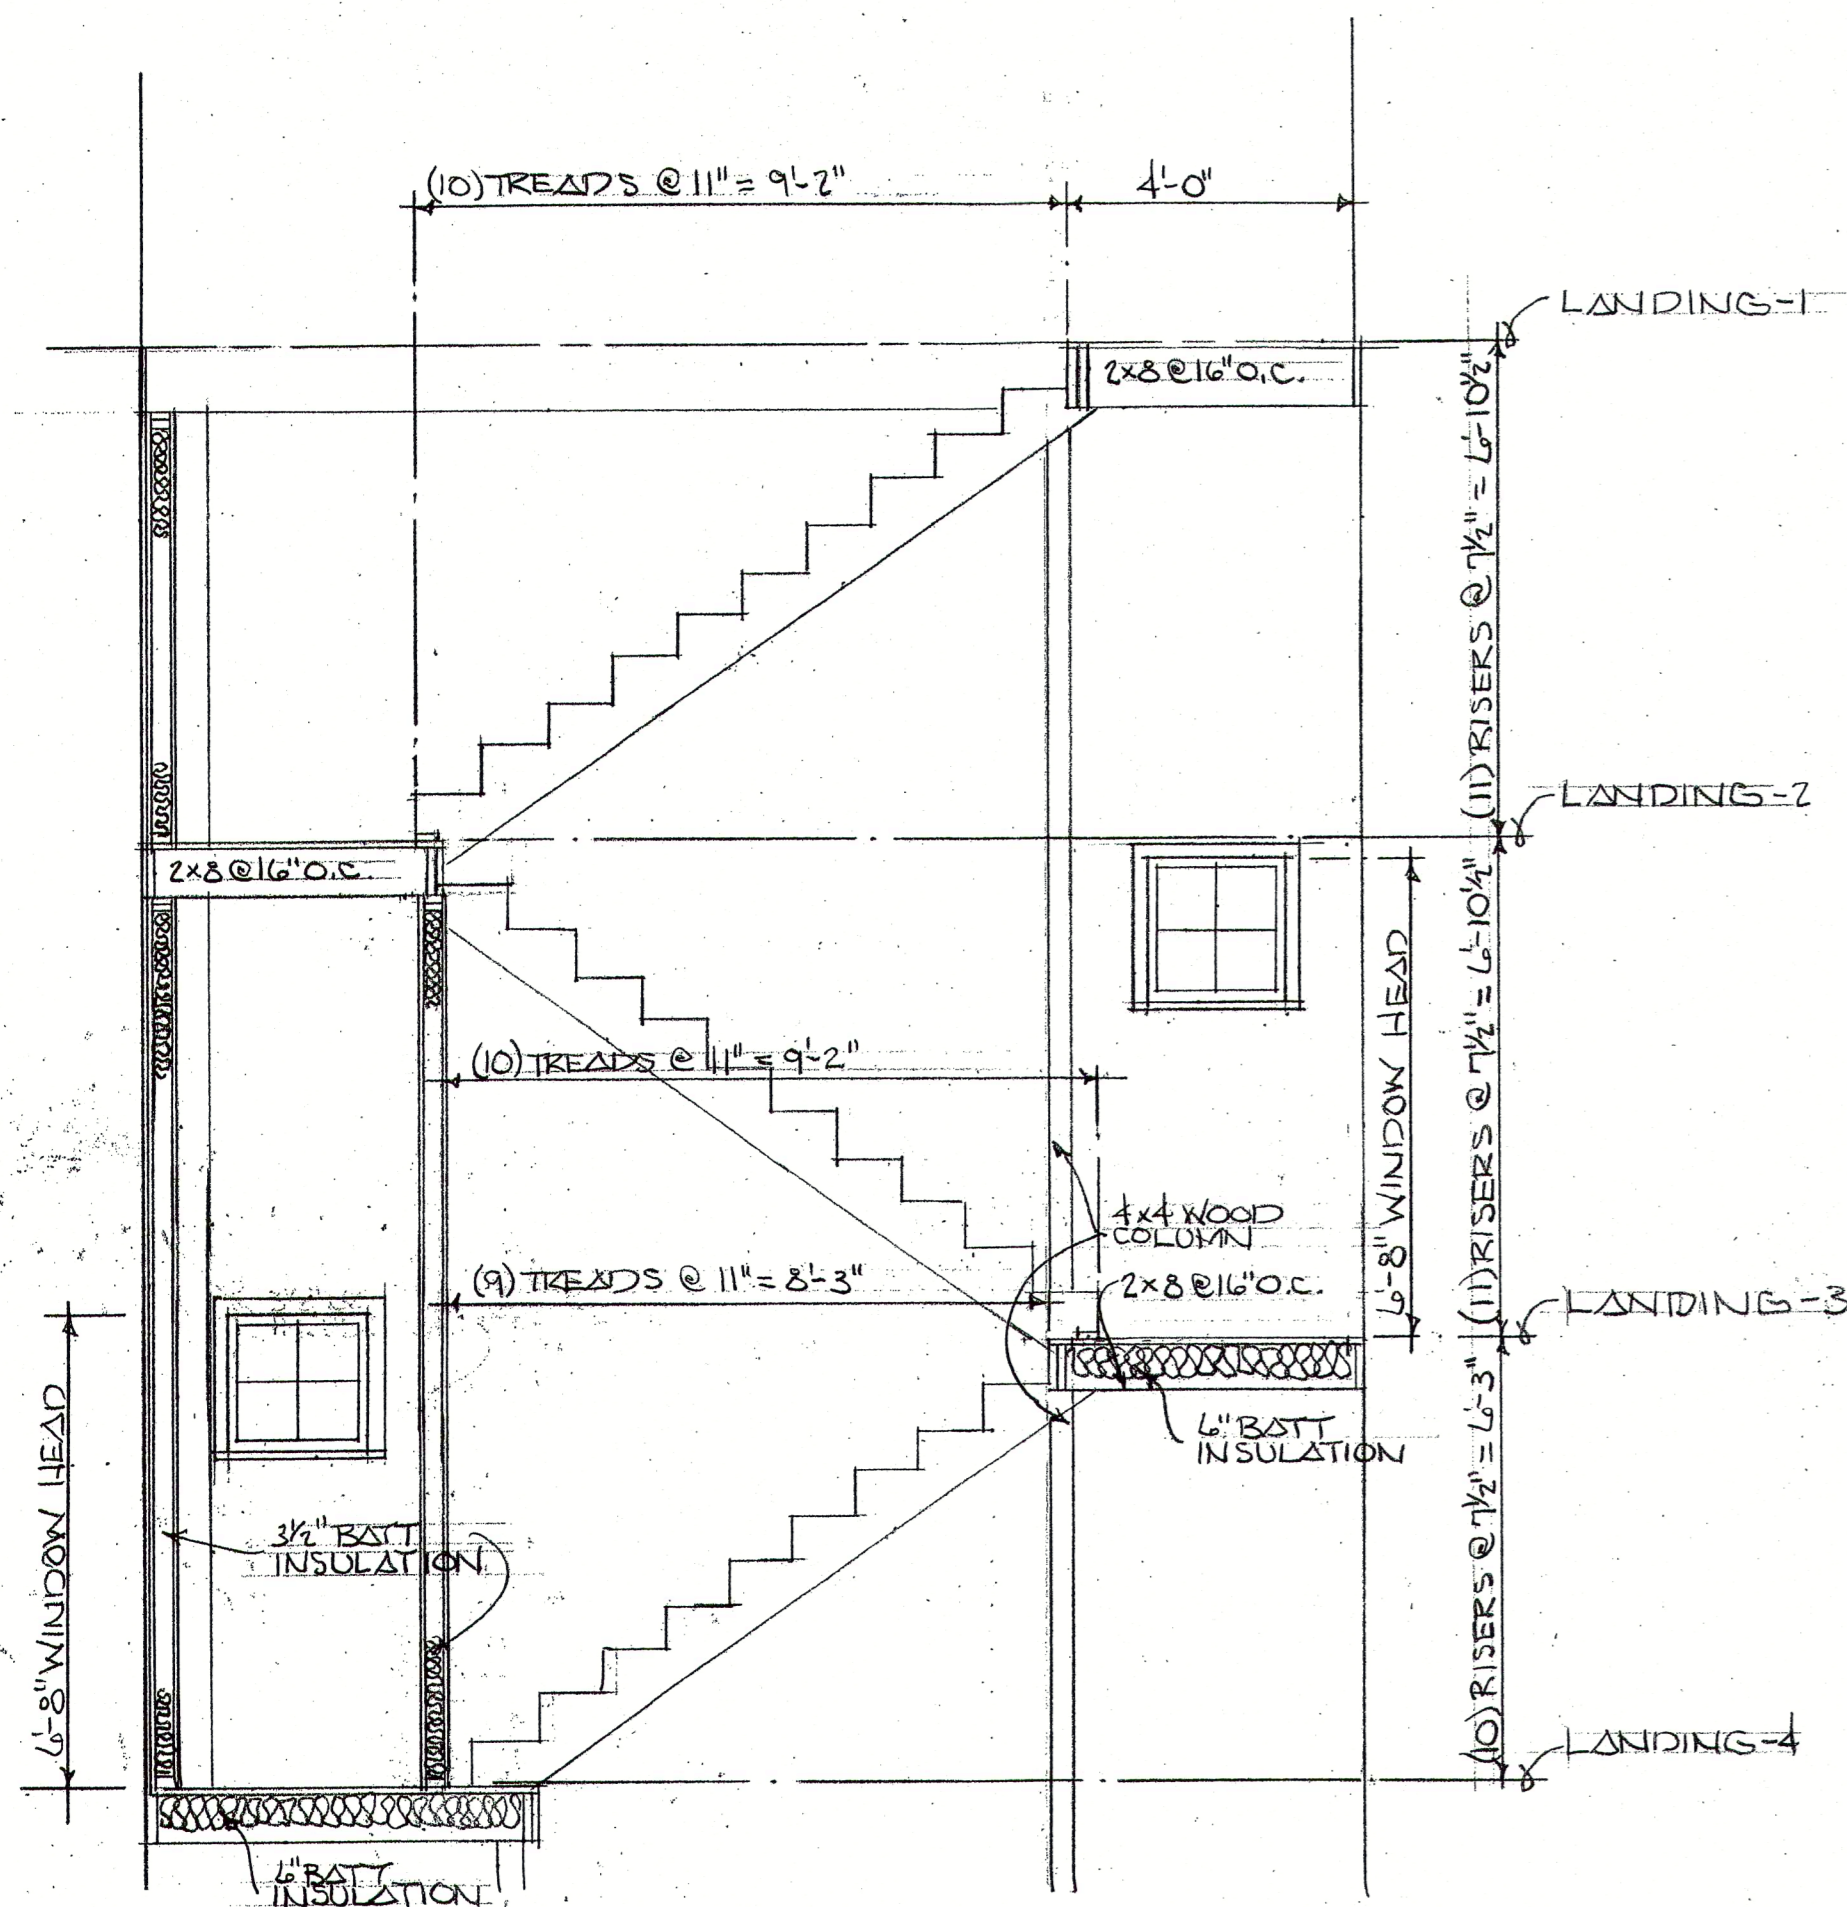 (10) TREADS @ 11" = 9'-2"
4'-0"
LANDING-1
2x8 @ 16" O.C.
(11) RISERS @ 7½" = 6'-10½"
LANDING-2
2x8 @ 16" O.C.
(10) TREADS @ 11" = 9'-2"
6'-8" WINDOW HEAD
(11) RISERS @ 7½" = 6'-10½"
4x4 WOOD
COLUMN
(9) TREADS @ 11" = 8'-3"
2x8 @ 16" O.C.
LANDING-3
6" BATT
INSULATION
6'-8" WINDOW HEAD
3½" BATT
INSULATION
(10) RISERS @ 7½" = 6'-3"
LANDING-4
6" BATT
INSULATION